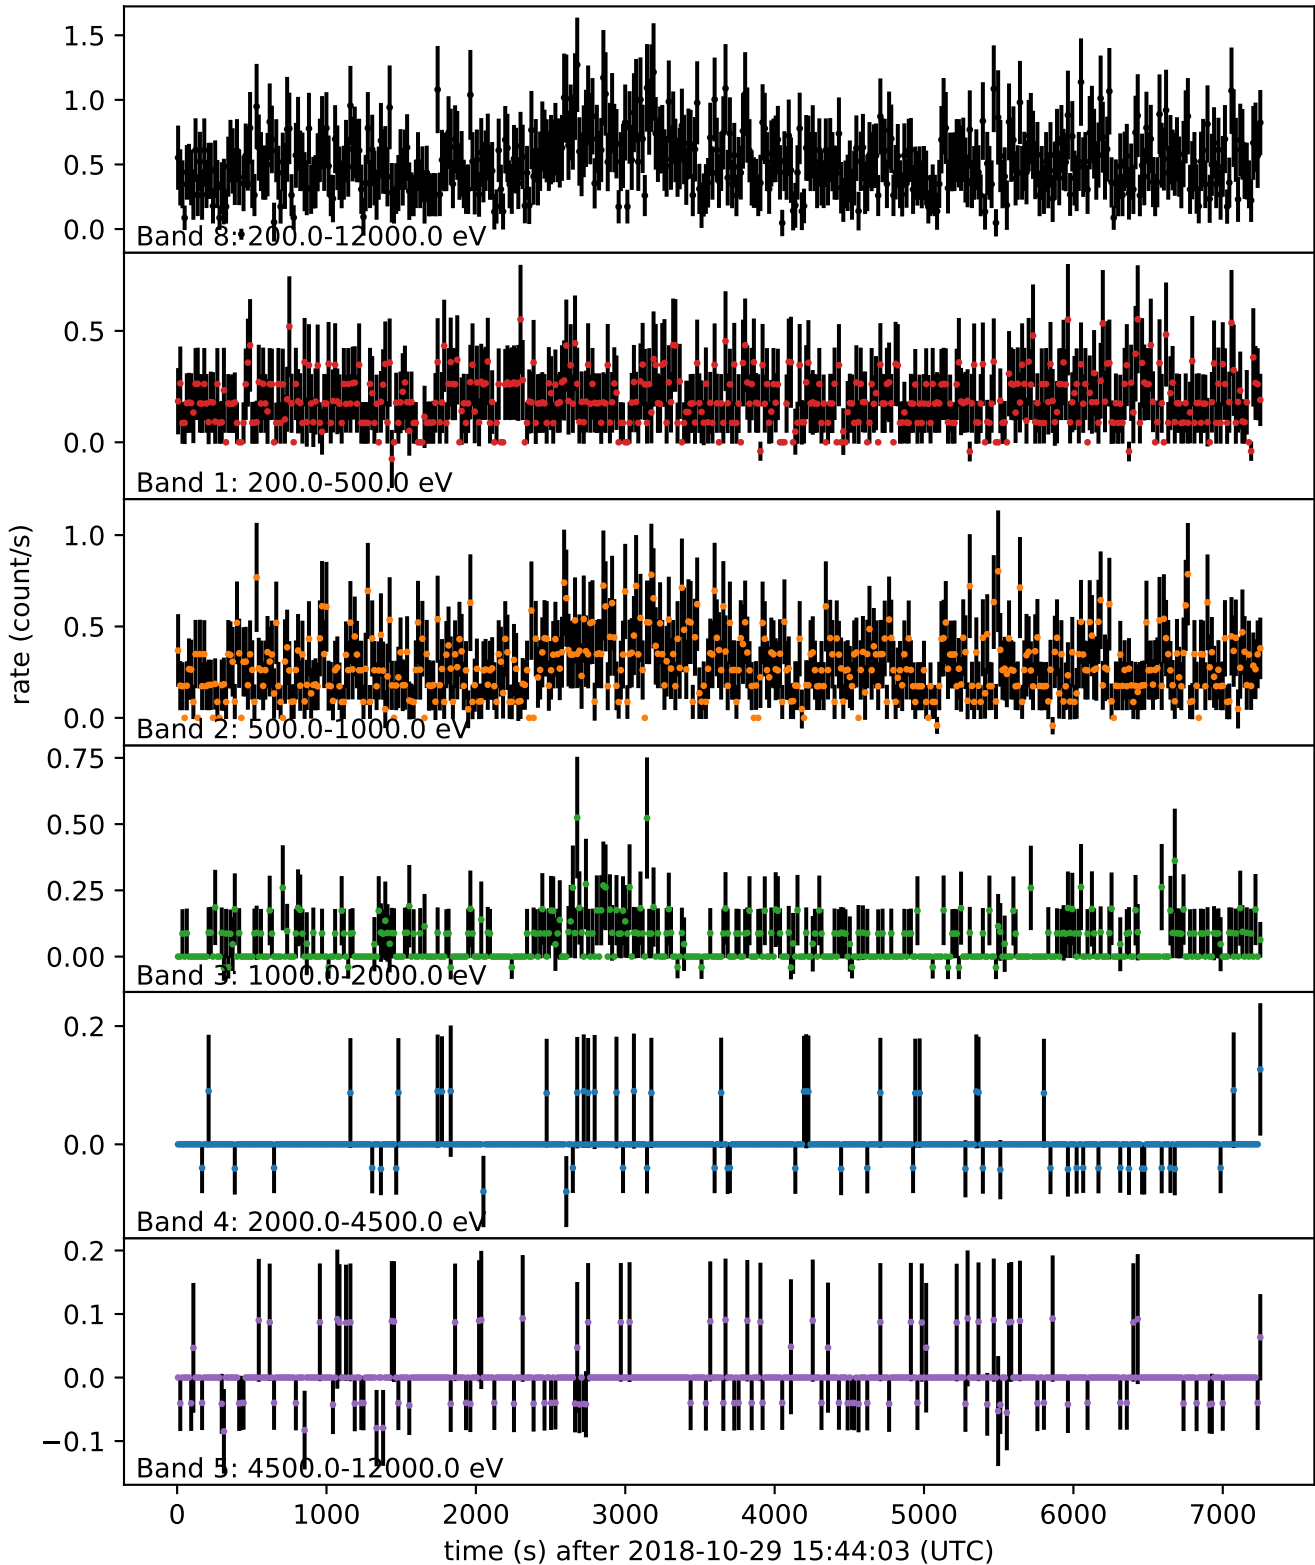 1.5
1.0
0.5
0.0
Band 8: 200.0-12000.0 eV
0.5
0.0
Band 1: 200.0-500.0 eV
1.0
0.5
0.0
Band 2: 500.0-1000.0 eV
rate (count/s)
0.75
0.50
0.25
0.00
Band 3: 1000.0-2000.0 eV
0.2
0.0
Band 4: 2000.0-4500.0 eV
0.2
0.1
0.0
−0.1
Band 5: 4500.0-12000.0 eV
0 1000 2000 3000 4000 5000 6000 7000
time (s) after 2018-10-29 15:44:03 (UTC)